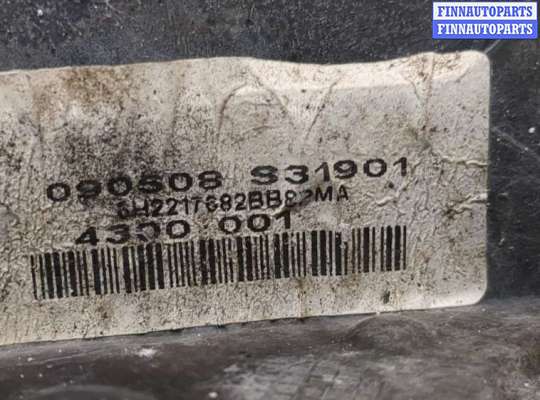 FINNAUTOPARTS
FINNAUTOPARTS
090508 S31901
6H2217682BB82MA
4300 001